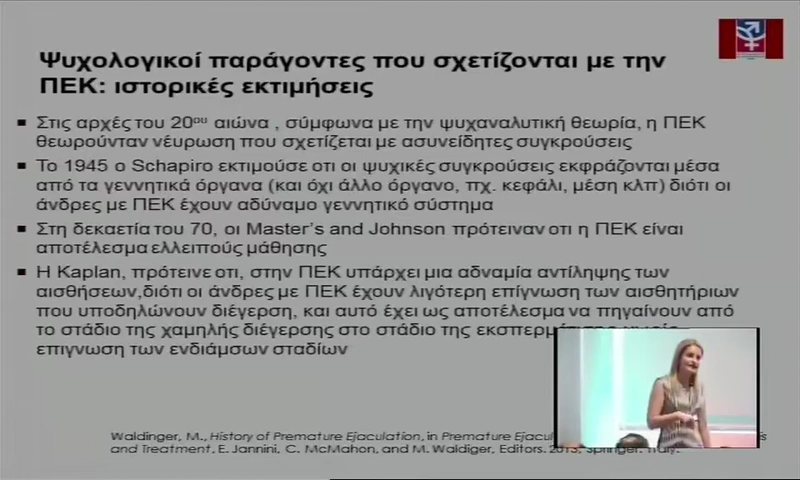 Ψυχολογικοί παράγοντες που σχετίζονται με την
ΠΕΚ: ιστορικές εκτιμήσεις
Στις αρχές του 20ου αιώνα , σύμφωνα με την ψυχαναλυτική θεωρία, η ΠΕΚ
θεωρούνταν νέυρωση που σχετίζεται με ασυνείδητες συγκρούσεις
Το 1945 ο Schapiro εκτιμούσε οτι οι ψυχικές συγκρούσεις εκφράζονται μέσα
από τα γεννητικά όργανα (και όχι άλλο όργανο, πχ. κεφάλι, μέση κλπ) διότι οι
άνδρες με ΠΕΚ έχουν αδύναμο γεννητικό σύστημα
Στη δεκαετία του 70, οι Master's and Johnson πρότειναν οτι η ΠΕΚ είναι
αποτέλεσμα ελλειπούς μάθησης
Η Kaplan, πρότεινε οτι, στην ΠΕΚ υπάρχει μια αδναμία αντίληψης των
αισθήσεων,διότι οι άνδρες με ΠΕΚ έχουν λιγότερη επίγνωση των αισθητήριων
που υποδηλώνουν διέγερση, και αυτό έχει ως αποτέλεσμα να πηγαίνουν από
το στάδιο της χαμηλής διέγερσης στο στάδιο της εκσπερμάτισης χωρίς
επιγνωση των ενδιάμσων σταδίων
Waldinger, M., History of Premature Ejaculation, in Premature
and Treatment, E. Jannini, C. McMahon, and M. Waldiger, Editors. 2013, Springer: Italy.